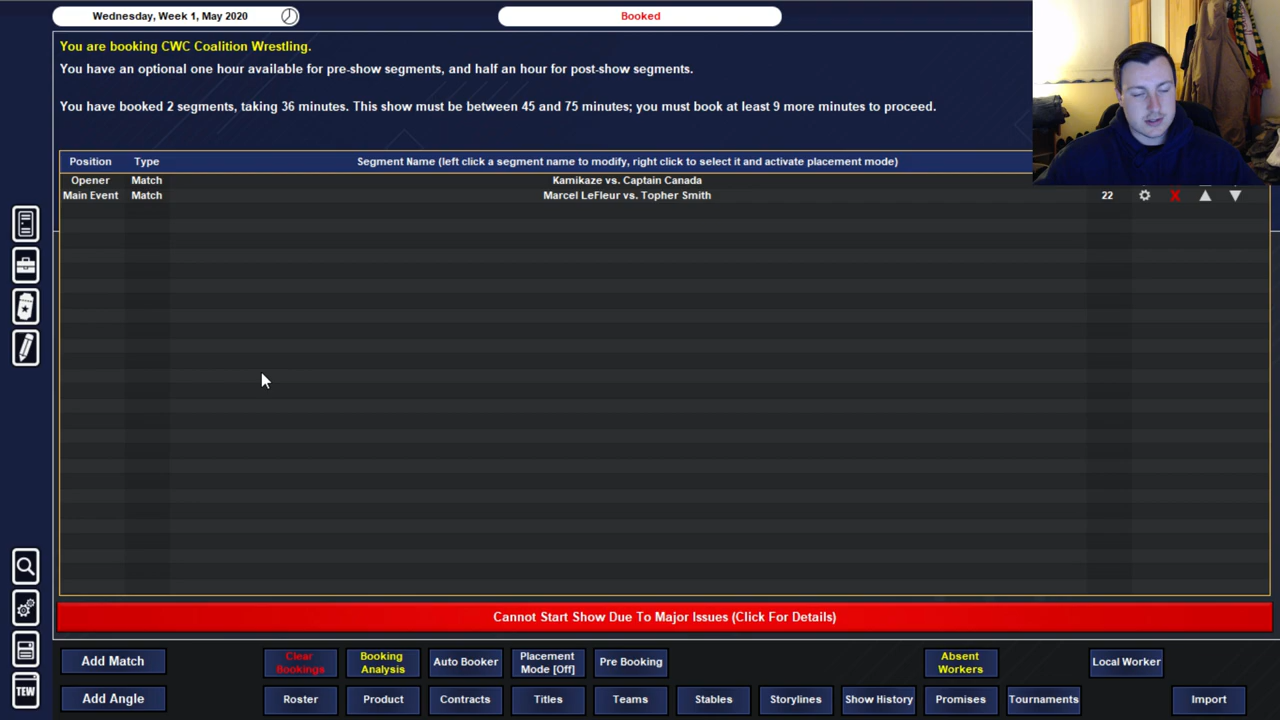 Wednesday, Week 1, May 2020
Booked
You are booking CWC Coalition Wrestling.
You have an optional one hour available for pre-show segments, and half an hour for post-show segments.
You have booked 2 segments, taking 36 minutes. This show must be between 45 and 75 minutes; you must book at least 9 more minutes to proceed.
Position Type Segment Name (left click a segment name to modify, right click to select it and activate placement mode)
Opener Match Kamikaze vs. Captain Canada
Main Event Match Marcel LeFleur vs. Topher Smith 22 X
Cannot Start Show Due To Major Issues (Click For Details)
Add Match
Clear Bookings
Booking Analysis
Auto Booker
Placement Mode [Off]
Pre Booking
Absent Workers
Local Worker
TEW
Add Angle
Roster
Product
Contracts
Titles
Teams
Stables
Storylines
Show History
Promises
Tournaments
Import